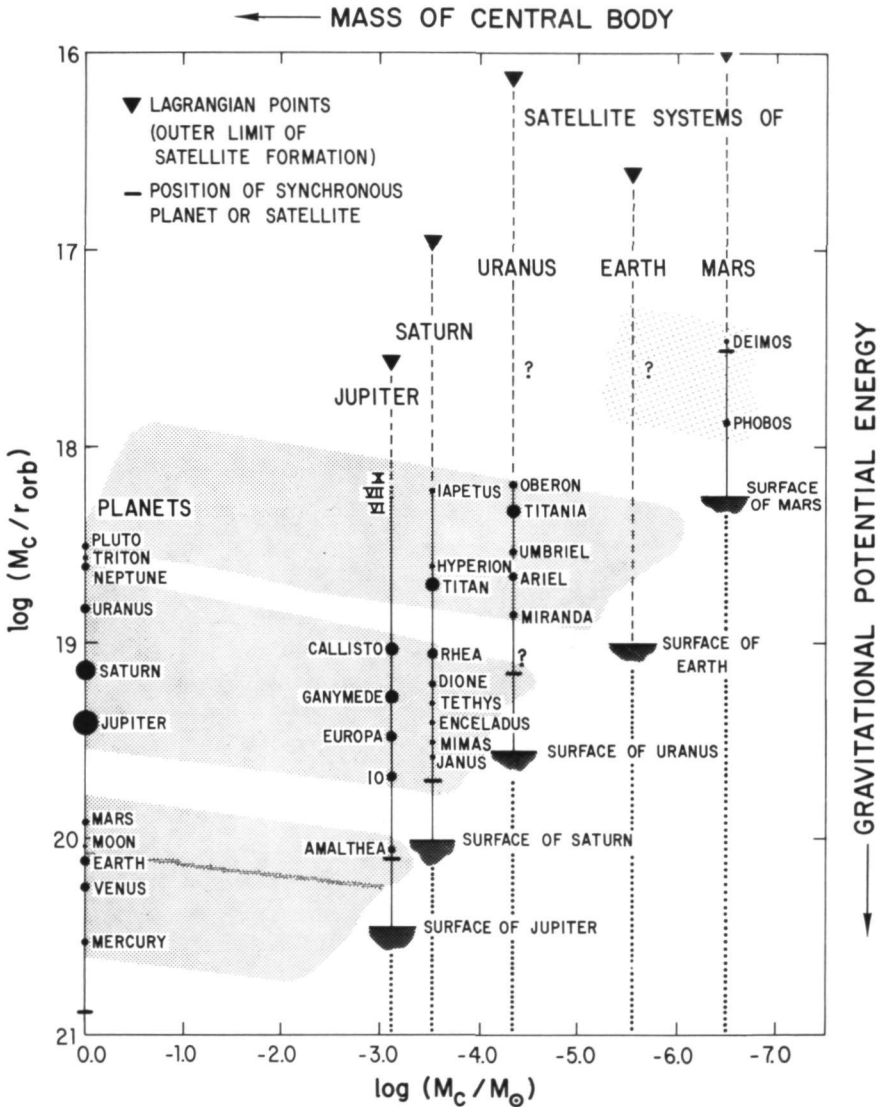 MASS OF CENTRAL BODY
16
17
18
19
20
21
LAGRANGIAN POINTS
(OUTER LIMIT OF
SATELLITE FORMATION)
POSITION OF SYNCHRONOUS
PLANET OR SATELLITE
SATELLITE SYSTEMS OF
URANUS EARTH MARS
SATURN
JUPITER
? ?
DEIMOS
PHOBOS
SURFACE
OF MARS
PLANETS
PLUTO
TRITON
NEPTUNE
URANUS
SATURN
JUPITER
MARS
MOON
EARTH
VENUS
MERCURY
X
VII
VI
CALLISTO
GANYMEDE
EUROPA
IO
AMALTHEA
SURFACE OF JUPITER
IAPETUS
HYPERION
TITAN
RHEA
DIONE
TETHYS
ENCELADUS
MIMAS
JANUS
SURFACE OF SATURN
OBERON
TITANIA
UMBRIEL
ARIEL
MIRANDA
?
SURFACE OF URANUS
SURFACE OF
EARTH
log (Mc/rorb)
GRAVITATIONAL POTENTIAL ENERGY
0.0 -1.0 -2.0 -3.0 -4.0 -5.0 -6.0 -7.0
log (Mc/M⊙)